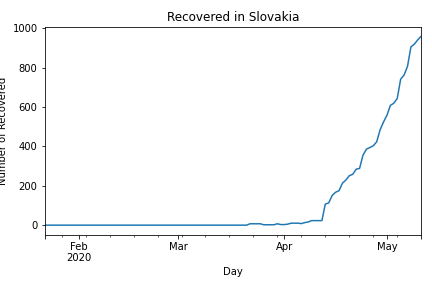 Recovered in Slovakia
Number of Recovered
1000
800
600
400
200
0
Feb
2020
Mar
Apr
May
Day